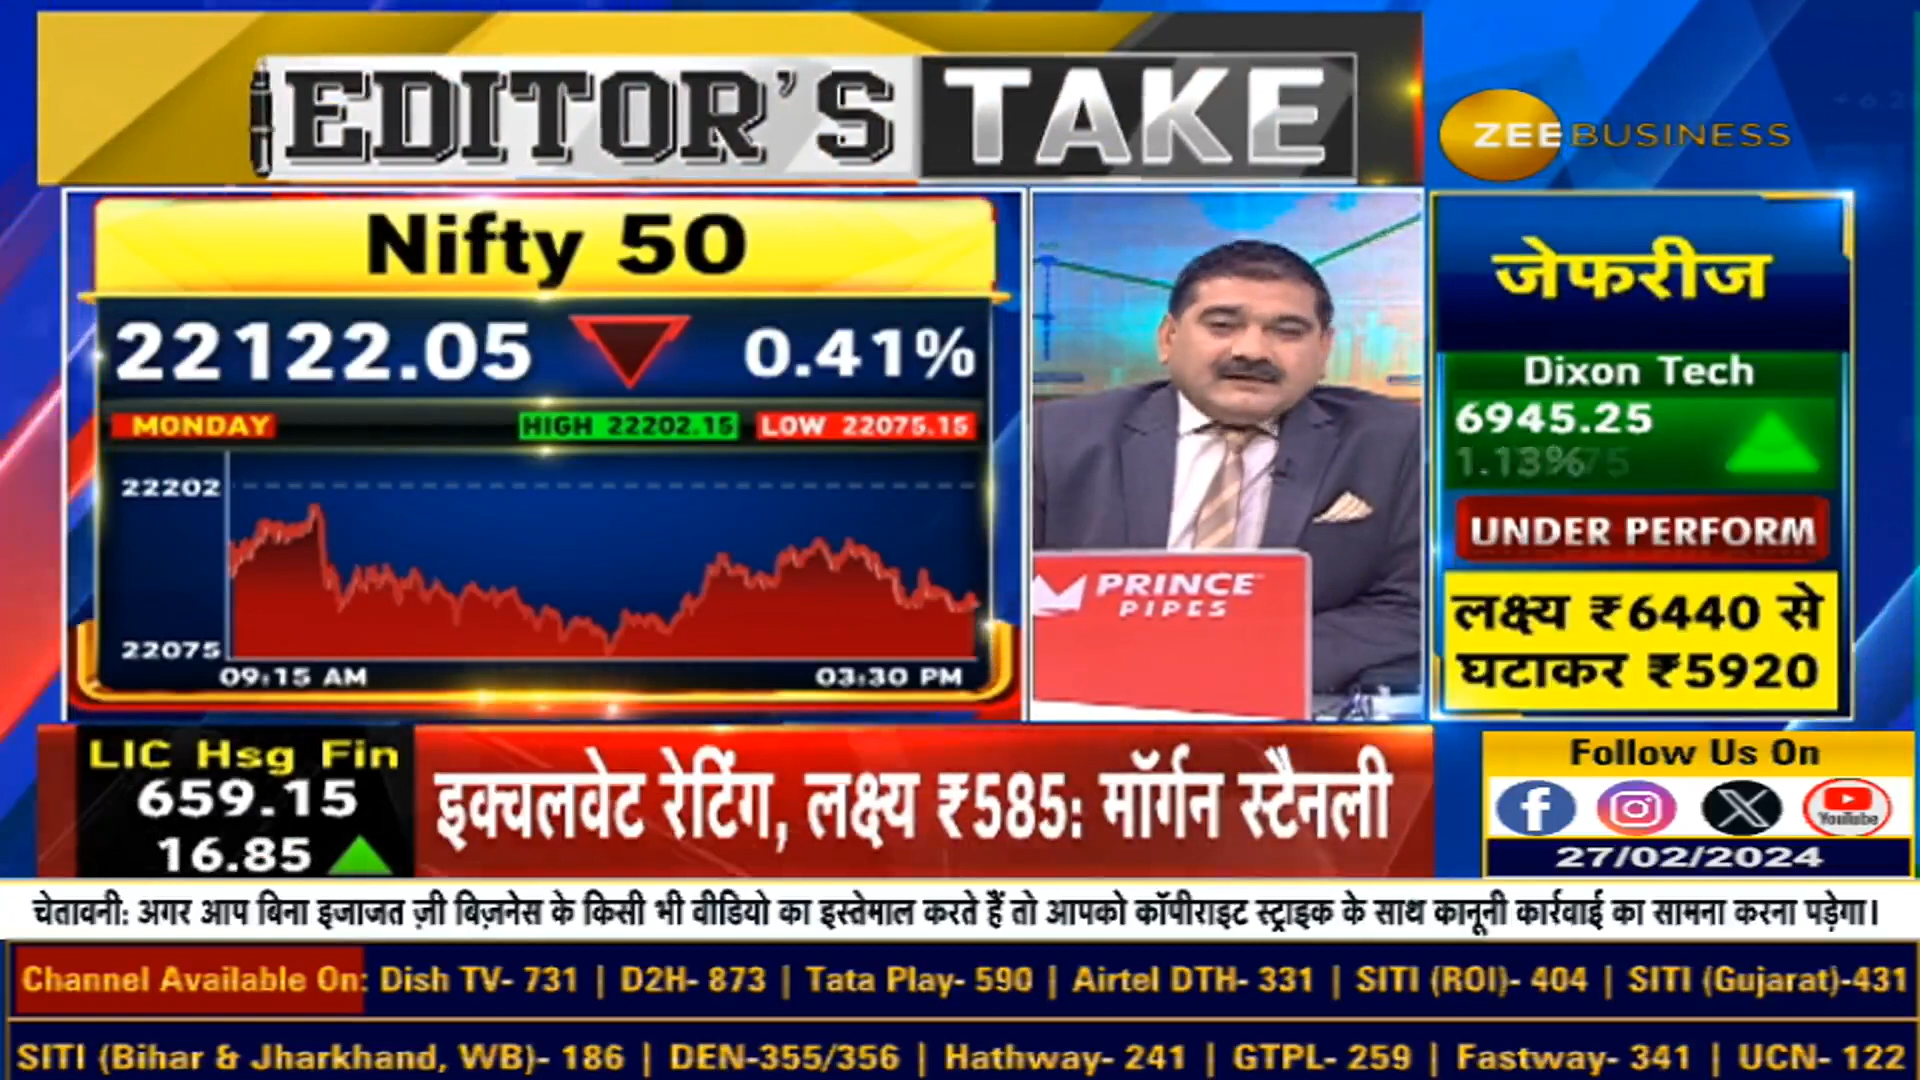 EDITOR'S TAKE
ZEE BUSINESS
Nifty 50
22122.05 0.41%
MONDAY HIGH 22202.15 LOW 22075.15
22202
22075
09:15 AM 03:30 PM
PRINCE
PIPES
जेफरीज
Dixon Tech
6945.25
1.13%
UNDER PERFORM
लक्ष्य ₹6440 से
घटाकर ₹5920
LIC Hsg Fin
659.15
16.85
इक्वलवेट रेटिंग, लक्ष्य ₹585: मॉर्गन स्टैनली
Follow Us On
YouTube
27/02/2024
चेतावनी: अगर आप बिना इजाजत ज़ी बिज़नेस के किसी भी वीडियो का इस्तेमाल करते हैं तो आपको कॉपीराइट स्ट्राइक के साथ कानूनी कार्रवाई का सामना करना पड़ेगा।
Channel Available On: Dish TV- 731 | D2H- 873 | Tata Play- 590 | Airtel DTH- 331 | SITI (ROI)- 404 | SITI (Gujarat)-431
SITI (Bihar & Jharkhand, WB)- 186 | DEN-355/356 | Hathway- 241 | GTPL- 259 | Fastway- 341 | UCN- 122